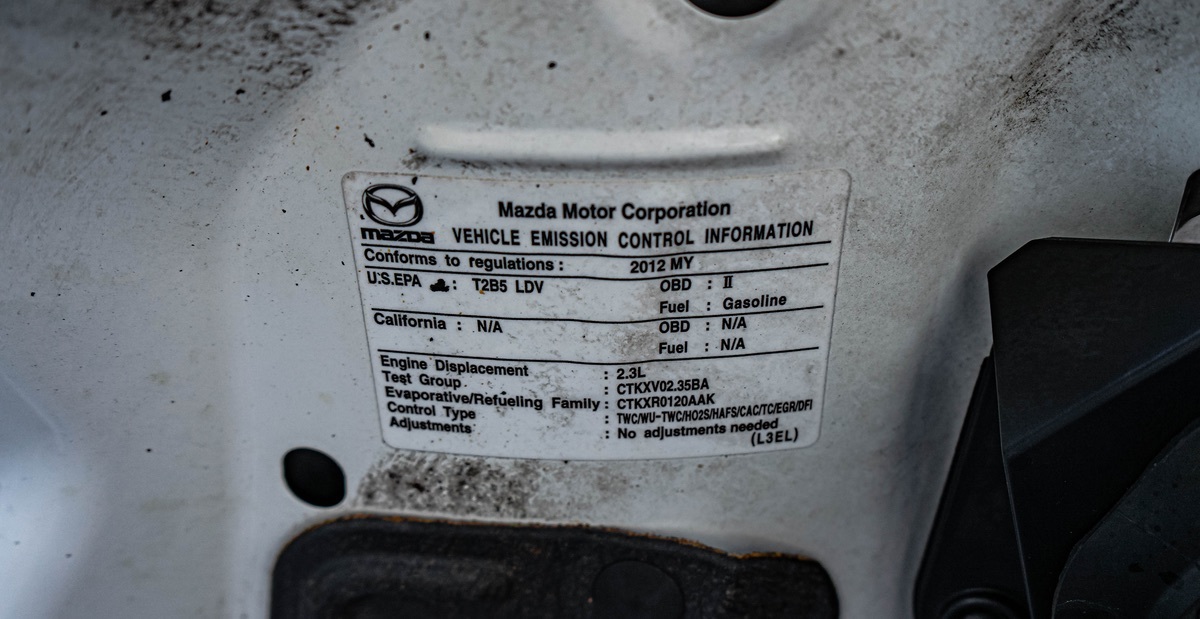 Mazda Motor Corporation
mazda VEHICLE EMISSION CONTROL INFORMATION
Conforms to regulations : 2012 MY
U.S.EPA : T2B5 LDV OBD : II
Fuel : Gasoline
California : N/A OBD : N/A
Fuel : N/A
Engine Displacement : 2.3L
Test Group : CTKXV02.35BA
Evaporative/Refueling Family : CTKXR0120AAK
Control Type : TWC/WU-TWC/HO2S/HAFS/CAC/TC/EGR/DFI
Adjustments : No adjustments needed
(L3EL)